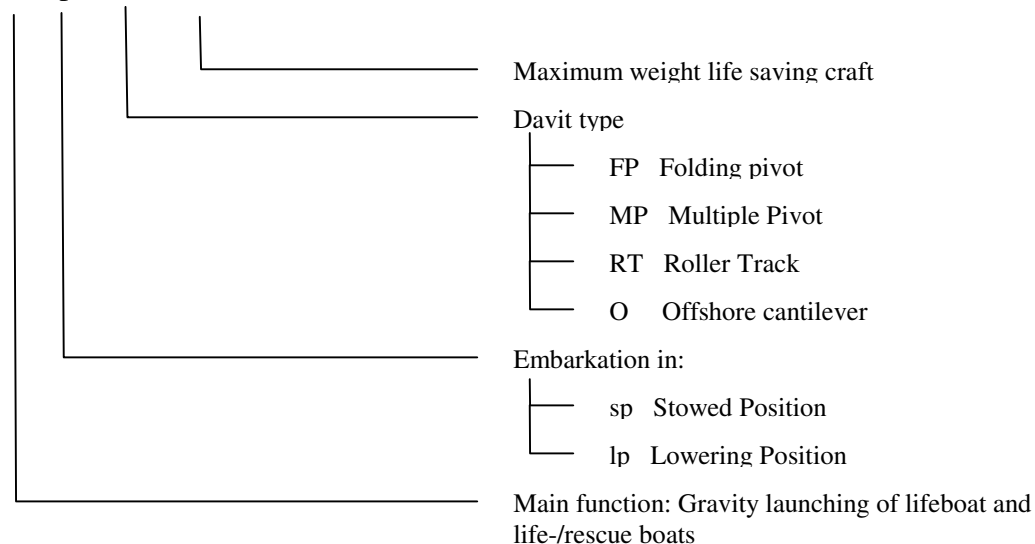 Maximum weight life saving craft
Davit type
FP Folding pivot
MP Multiple Pivot
RT Roller Track
O Offshore cantilever
Embarkation in:
sp Stowed Position
lp Lowering Position
Main function: Gravity launching of lifeboat and
life-/rescue boats